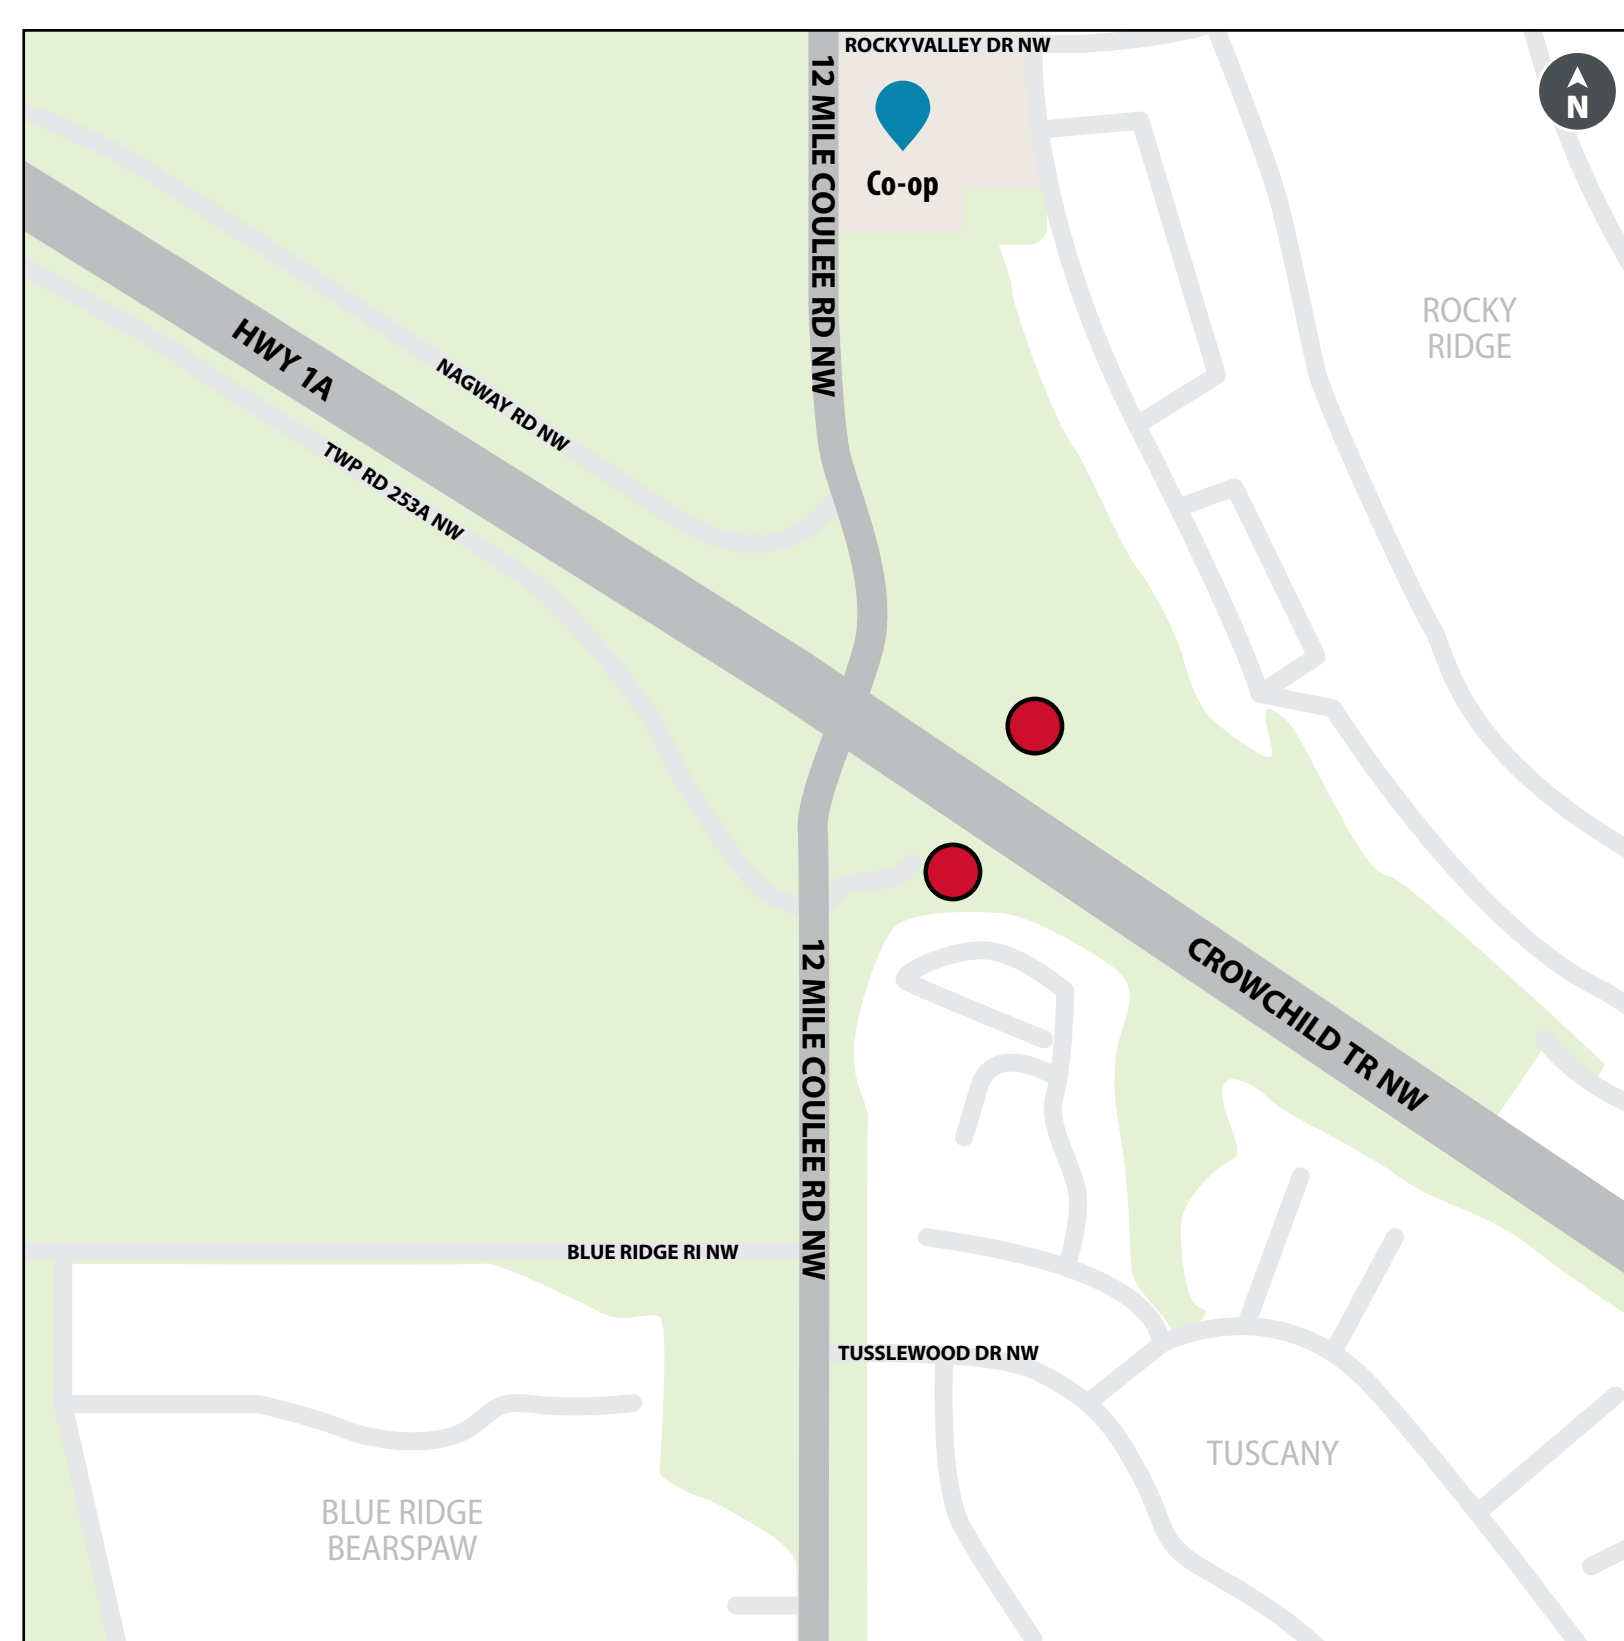 ROCKYVALLEY DR NW
12 MILE COULEE RD NW
N
Co-op
ROCKY
RIDGE
HWY 1A
NAGWAY RD NW
TWP RD 253A NW
CROWCHILD TR NW
12 MILE COULEE RD NW
BLUE RIDGE RI NW
TUSSLEWOOD DR NW
TUSCANY
BLUE RIDGE
BEARSPAW